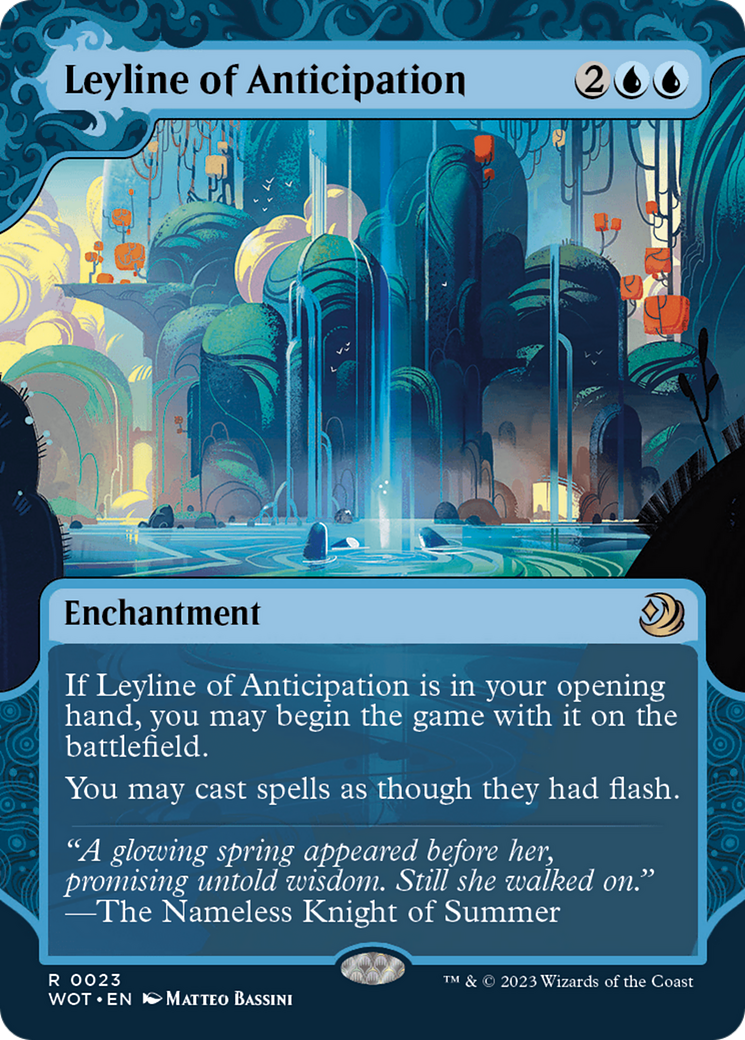 Leyline of Anticipation 2
Enchantment
If Leyline of Anticipation is in your opening
hand, you may begin the game with it on the
battlefield.
You may cast spells as though they had flash.
“A glowing spring appeared before her,
promising untold wisdom. Still she walked on.”
—The Nameless Knight of Summer
R 0023
WOT • EN Matteo Bassini
™ & © 2023 Wizards of the Coast